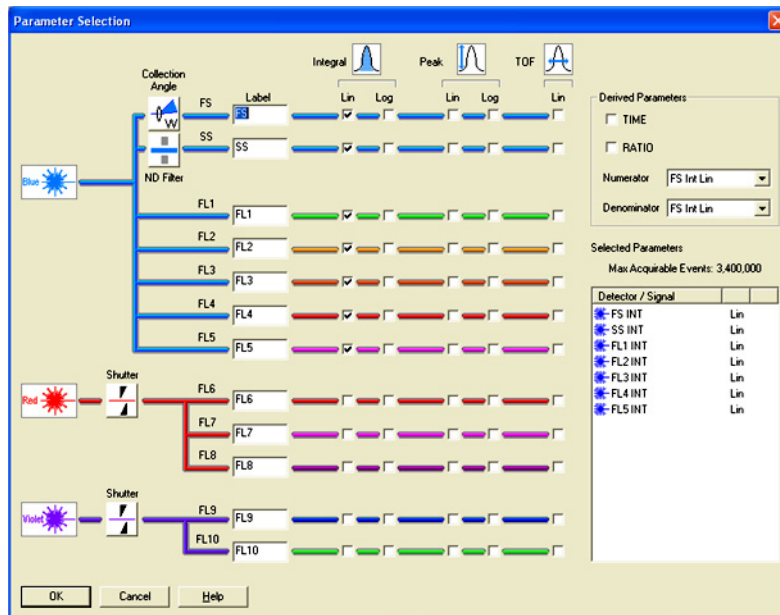 Parameter Selection
Integral Peak TOF
Collection Angle
Label
Lin Log Lin Log Lin
FS FS
W
SS SS
ND Filter
Blue
FL1 FL1
FL2 FL2
FL3 FL3
FL4 FL4
FL5 FL5
Shutter
Red
FL6 FL6
FL7 FL7
FL8 FL8
Shutter
Violet
FL9 FL9
FL10 FL10
OK Cancel Help
Derived Parameters
TIME
RATIO
Numerator FS Int Lin
Denominator FS Int Lin
Selected Parameters
Max Acquirable Events: 3,400,000
Detector / Signal
FS INT Lin
SS INT Lin
FL1 INT Lin
FL2 INT Lin
FL3 INT Lin
FL4 INT Lin
FL5 INT Lin